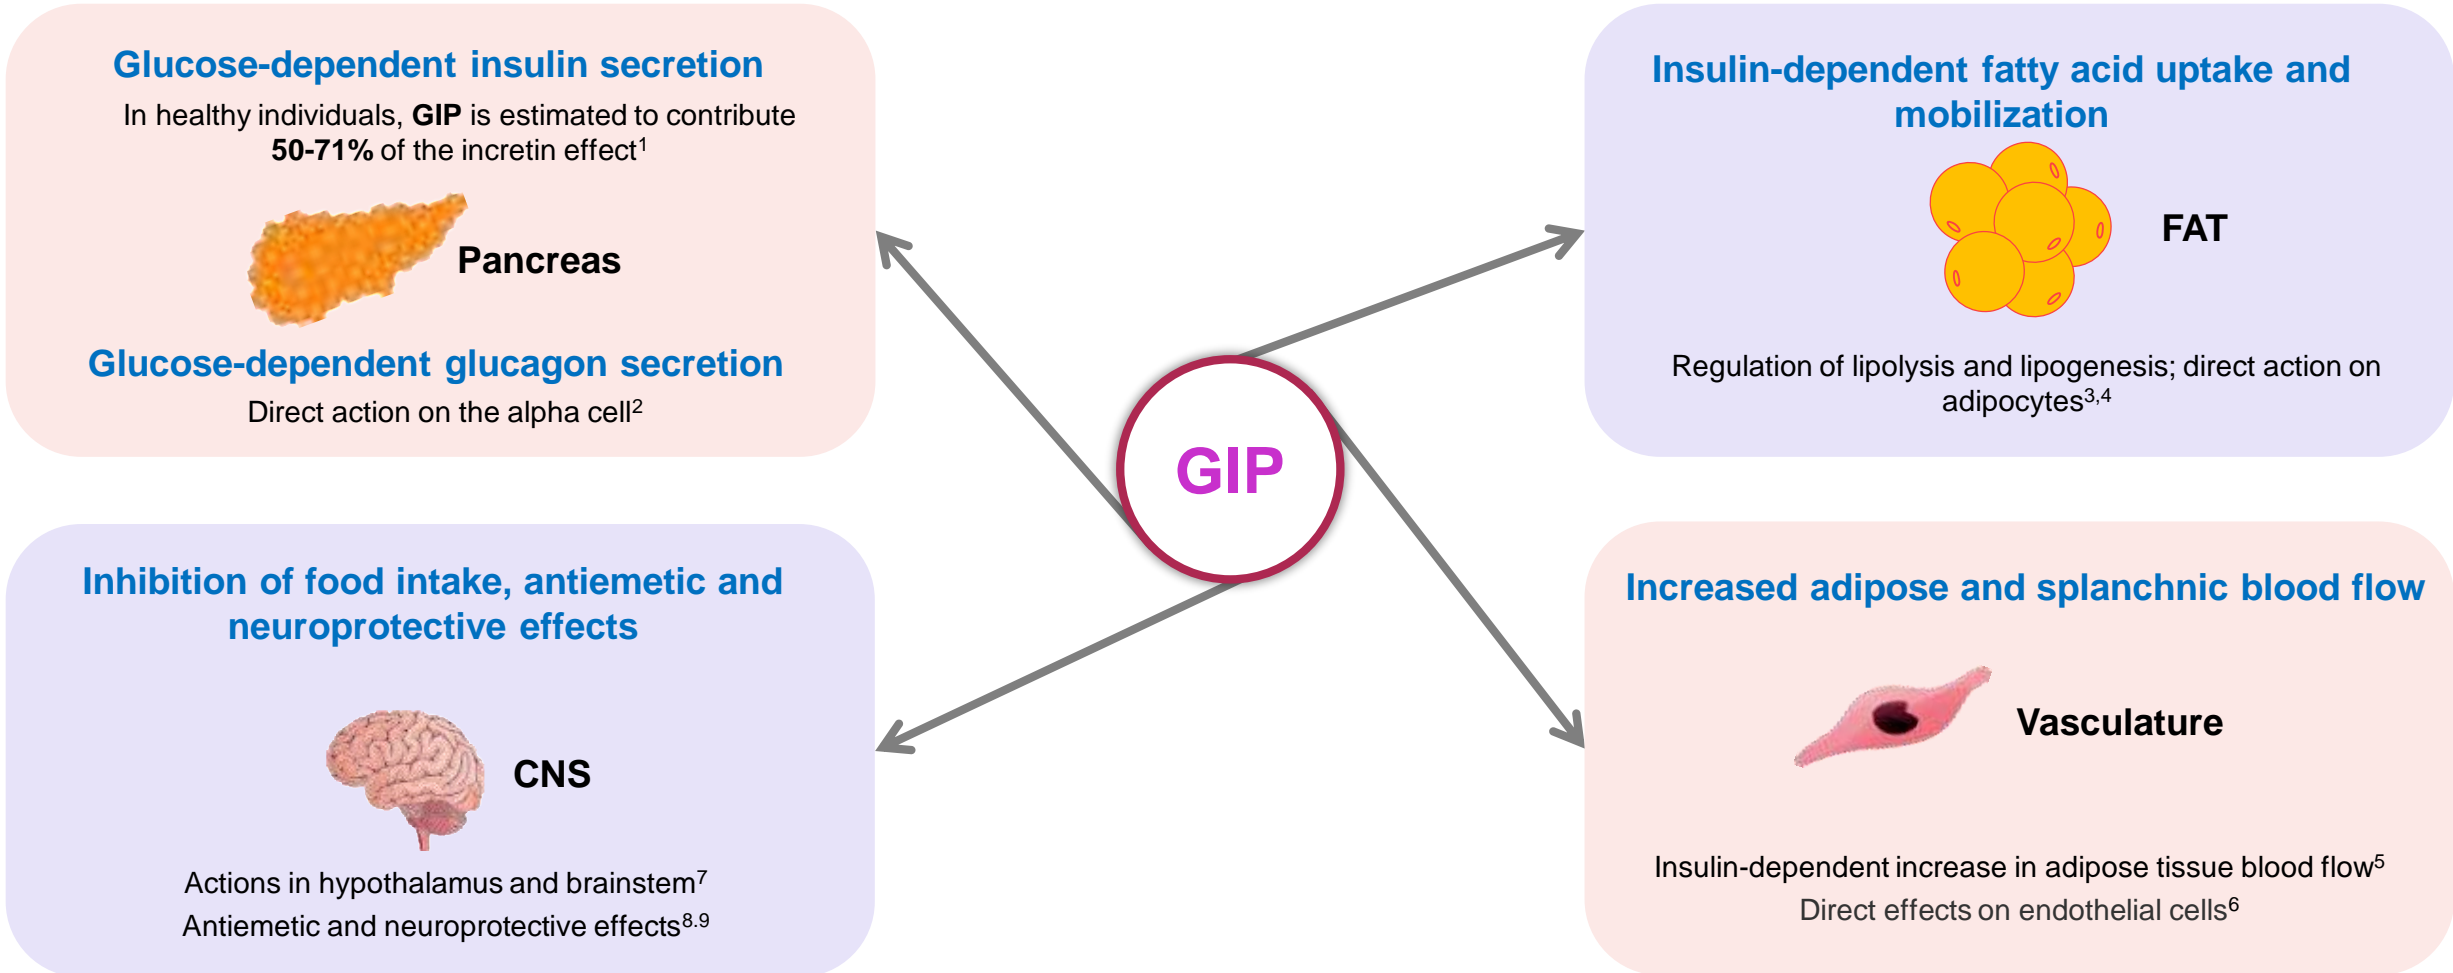 Glucose-dependent insulin secretion
In healthy individuals, GIP is estimated to contribute
50-71% of the incretin effect1
Pancreas
Glucose-dependent glucagon secretion
Direct action on the alpha cell2
Insulin-dependent fatty acid uptake and
mobilization
FAT
Regulation of lipolysis and lipogenesis; direct action on
adipocytes3,4
GIP
Inhibition of food intake, antiemetic and
neuroprotective effects
CNS
Actions in hypothalamus and brainstem7
Antiemetic and neuroprotective effects8.9
Increased adipose and splanchnic blood flow
Vasculature
Insulin-dependent increase in adipose tissue blood flow5
Direct effects on endothelial cells6